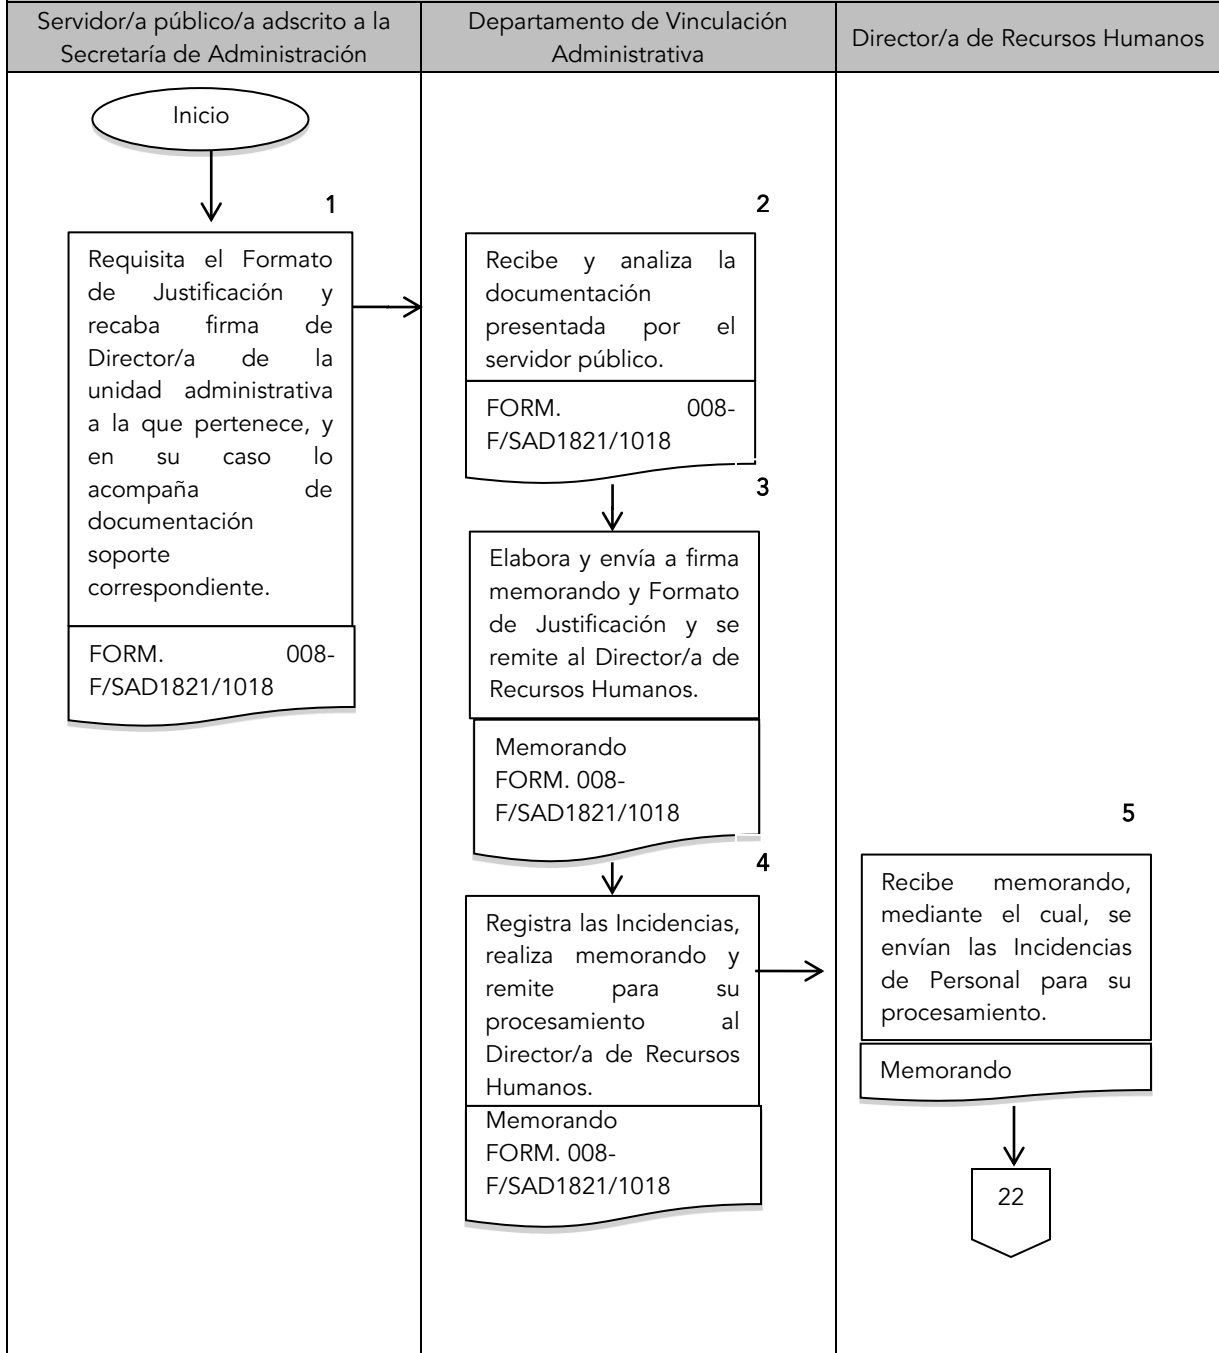 Servidor/a público/a adscrito a la
Secretaría de Administración
Departamento de Vinculación
Administrativa
Director/a de Recursos Humanos
Inicio
1
Requisita el Formato
de Justificación y
recaba firma de
Director/a de la
unidad administrativa
a la que pertenece, y
en su caso lo
acompaña de
documentación
soporte
correspondiente.
FORM. 008-
F/SAD1821/1018
2
Recibe y analiza la
documentación
presentada por el
servidor público.
FORM. 008-
F/SAD1821/1018
3
Elabora y envía a firma
memorando y Formato
de Justificación y se
remite al Director/a de
Recursos Humanos.
Memorando
FORM. 008-
F/SAD1821/1018
4
Registra las Incidencias,
realiza memorando y
remite para su
procesamiento al
Director/a de Recursos
Humanos.
Memorando
FORM. 008-
F/SAD1821/1018
5
Recibe memorando,
mediante el cual, se
envían las Incidencias
de Personal para su
procesamiento.
Memorando
22